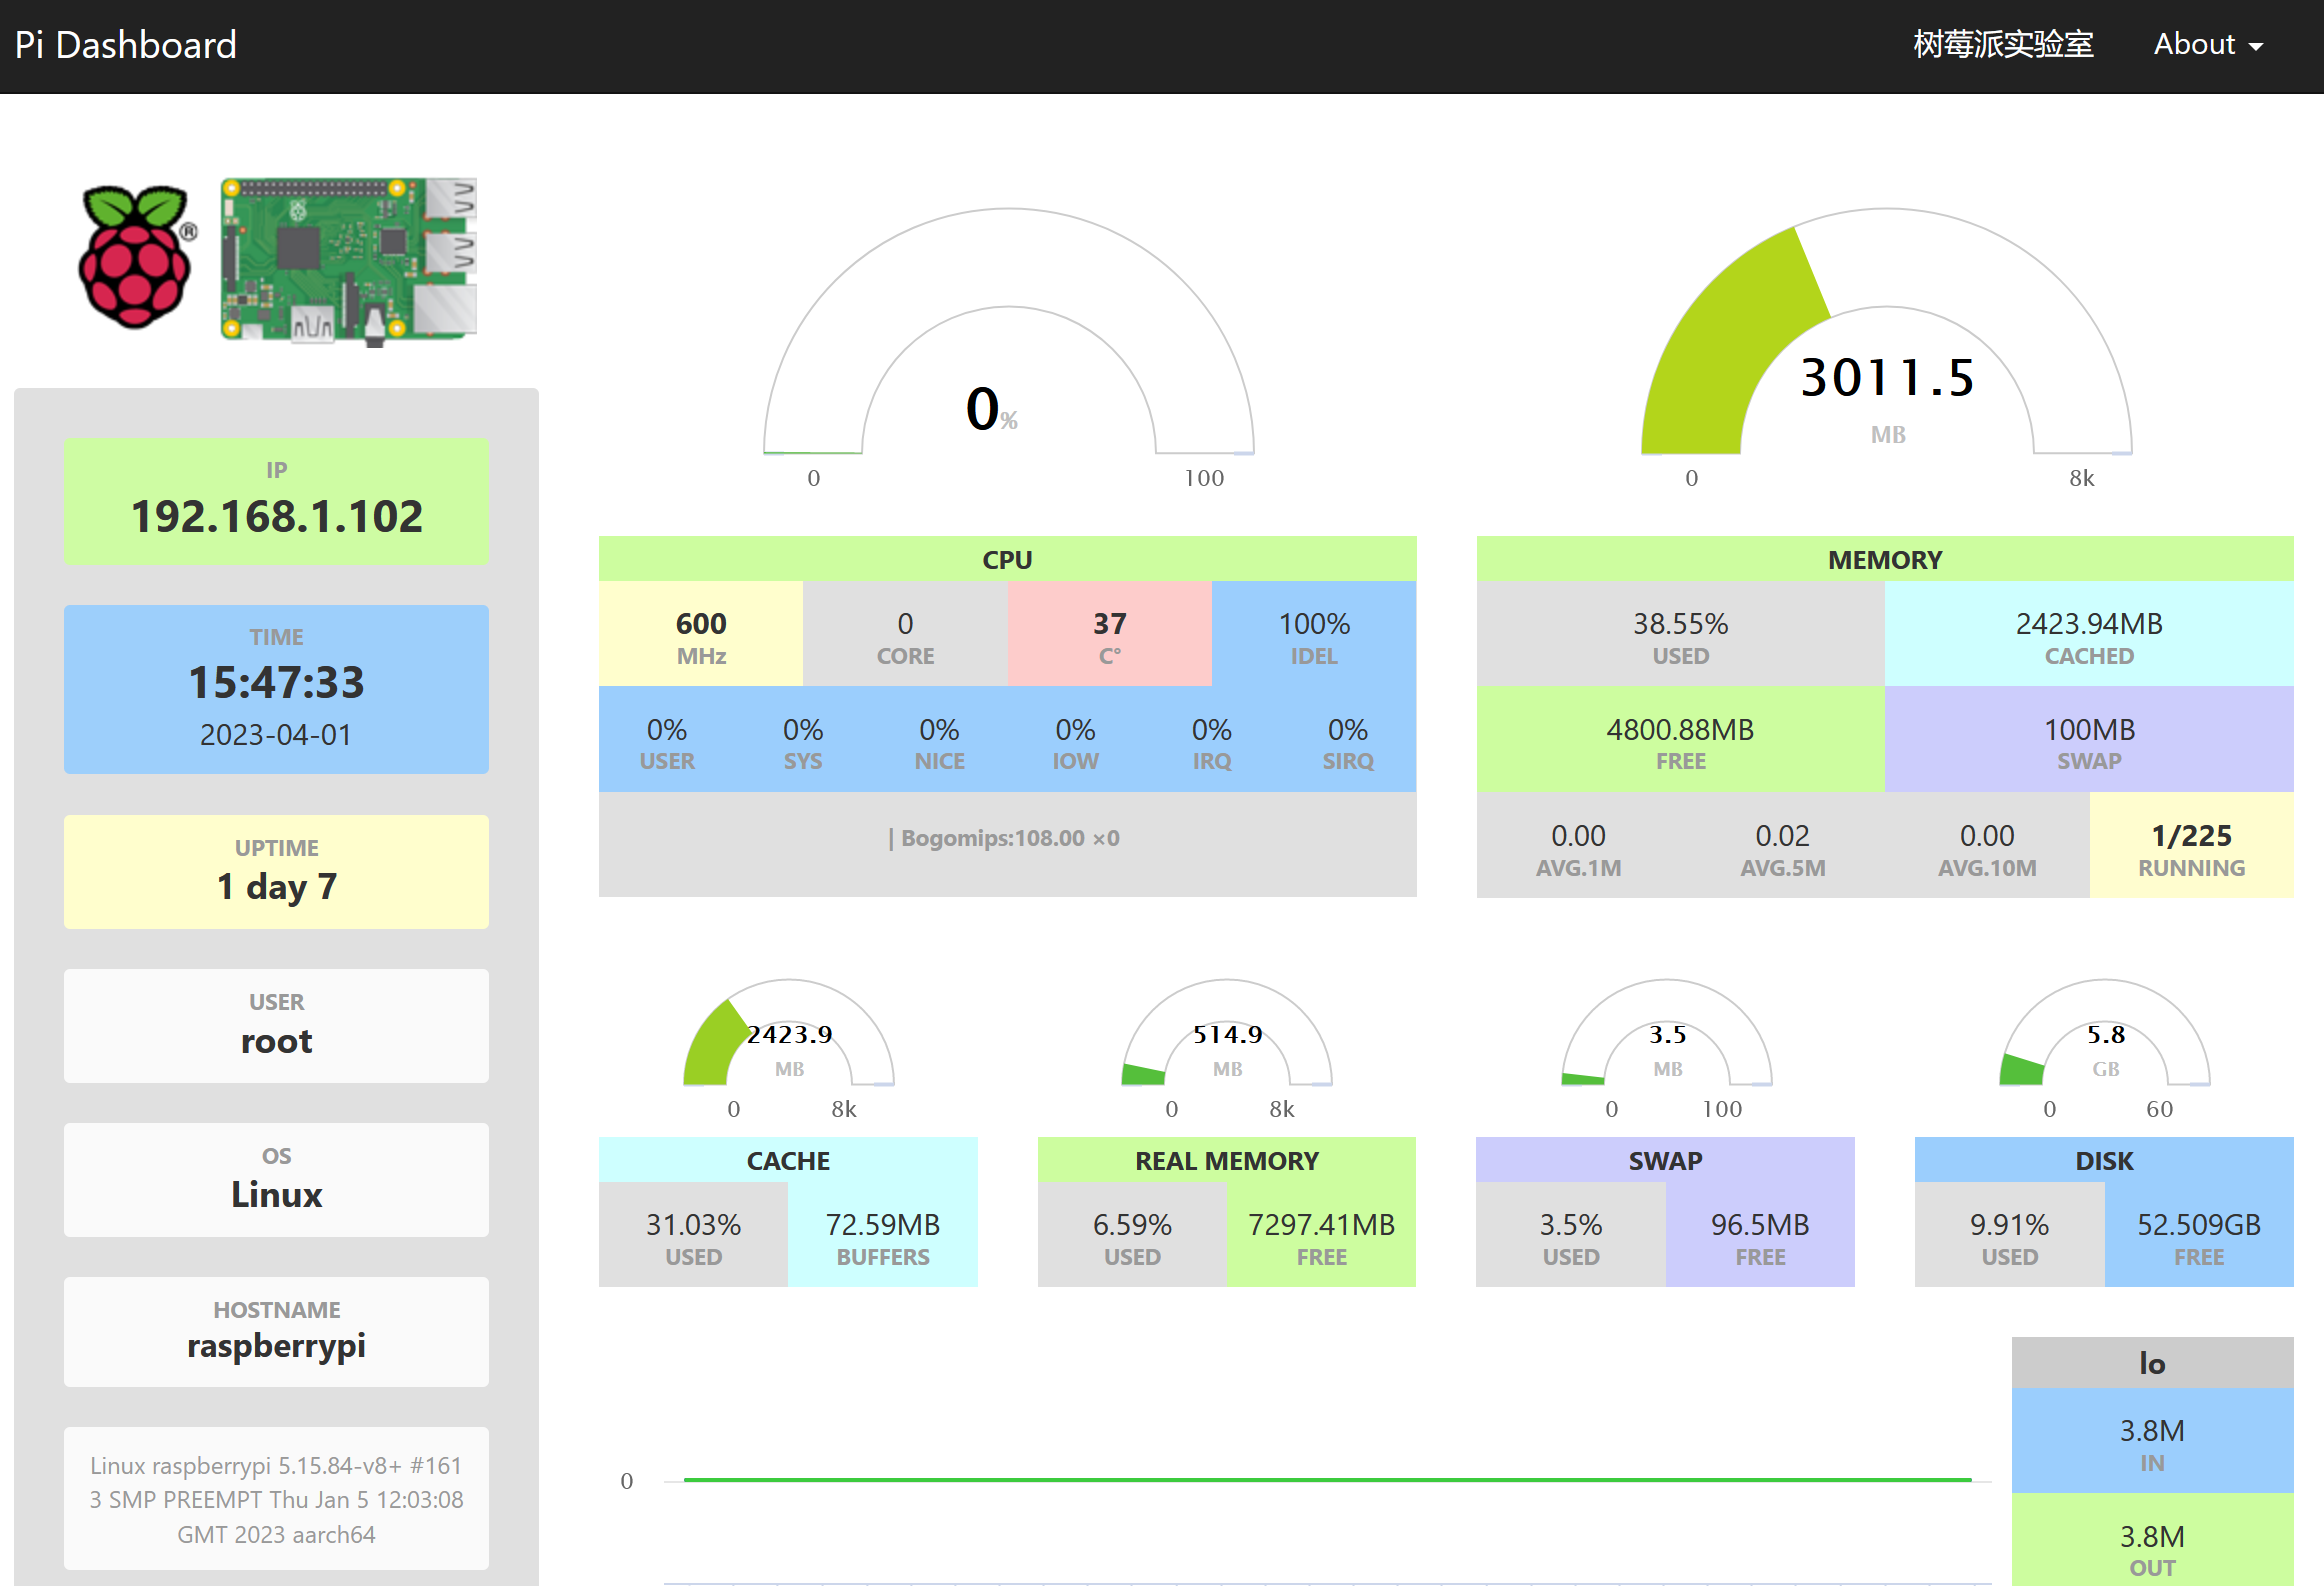 Pi Dashboard
树莓派实验室
About
®
IP
192.168.1.102
TIME
15:47:33
2023-04-01
UPTIME
1 day 7
USER
root
OS
Linux
HOSTNAME
raspberrypi
Linux raspberrypi 5.15.84-v8+ #161
3 SMP PREEMPT Thu Jan 5 12:03:08
GMT 2023 aarch64
0%
0 100
CPU
600 0 37 100%
MHz CORE C° IDEL
0% 0% 0% 0% 0% 0%
USER SYS NICE IOW IRQ SIRQ
| Bogomips:108.00 ×0
3011.5
MB
0 8k
MEMORY
38.55% 2423.94MB
USED CACHED
4800.88MB 100MB
FREE SWAP
0.00 0.02 0.00 1/225
AVG.1M AVG.5M AVG.10M RUNNING
2423.9
MB
0 8k
CACHE
31.03% 72.59MB
USED BUFFERS
514.9
MB
0 8k
REAL MEMORY
6.59% 7297.41MB
USED FREE
3.5
MB
0 100
SWAP
3.5% 96.5MB
USED FREE
5.8
GB
0 60
DISK
9.91% 52.509GB
USED FREE
0
lo
3.8M
IN
3.8M
OUT